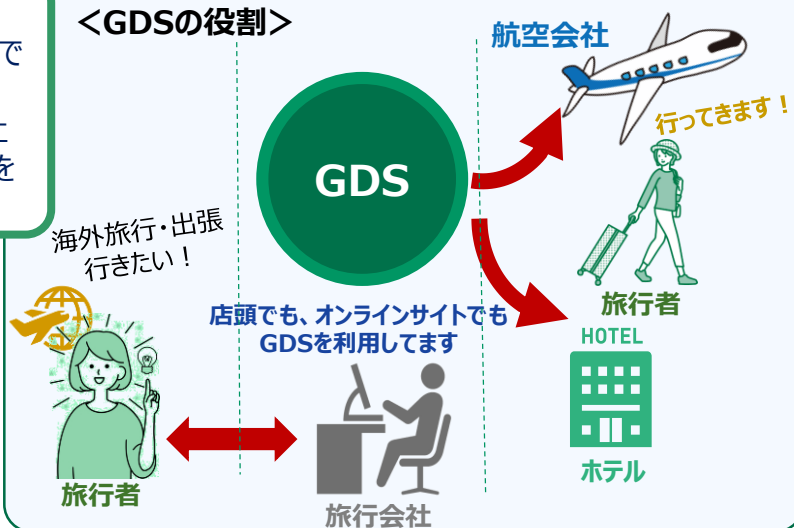 <GDSの役割>
で
に
を
航空会社
行ってきます！
GDS
海外旅行・出張
行きたい！
旅行者
店頭でも、オンラインサイトでも
GDSを利用してます
HOTEL
ホテル
旅行者
旅行会社